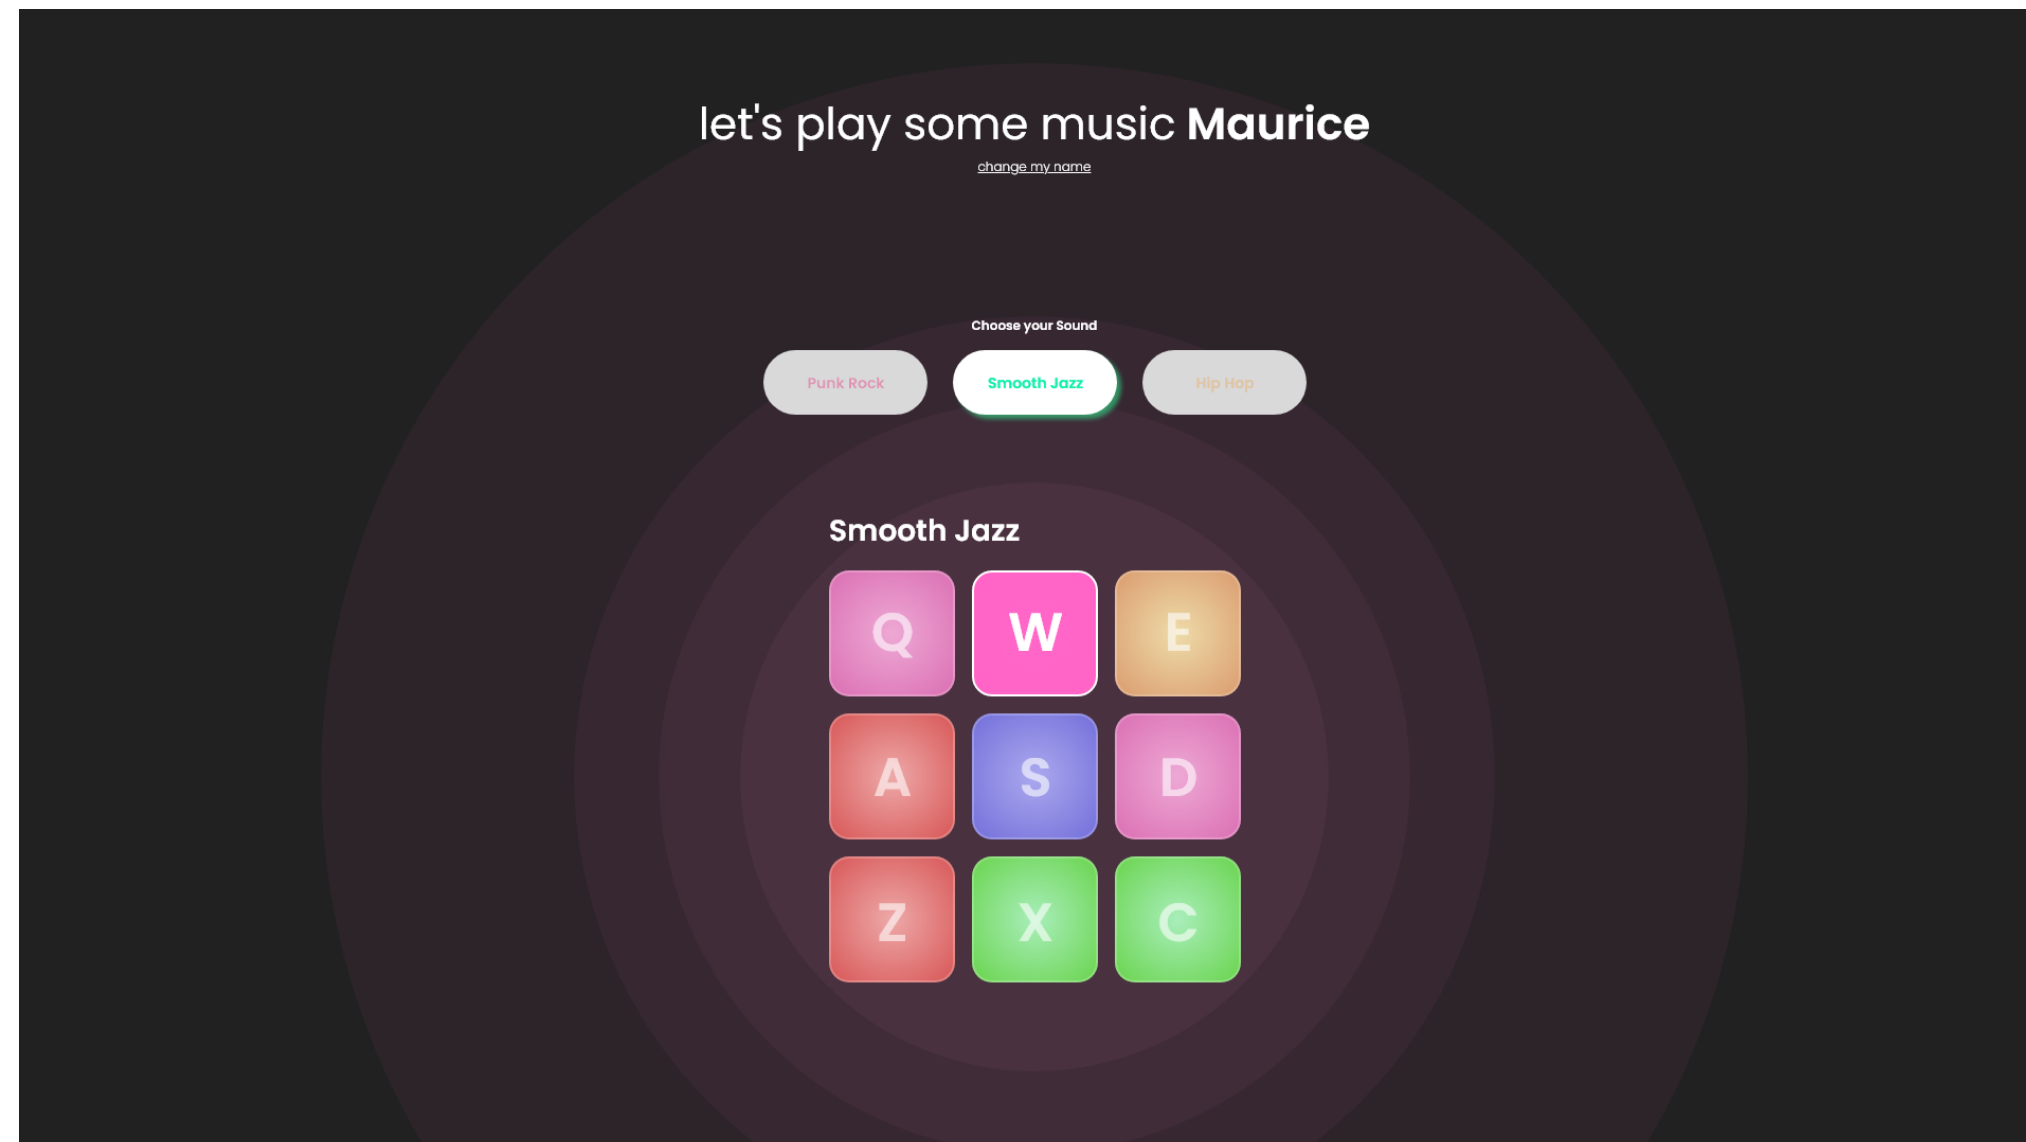 let's play some music Maurice
change my name
Choose your Sound
Punk Rock
Smooth Jazz
Hip Hop
Smooth Jazz
Q W E
A S D
Z X C